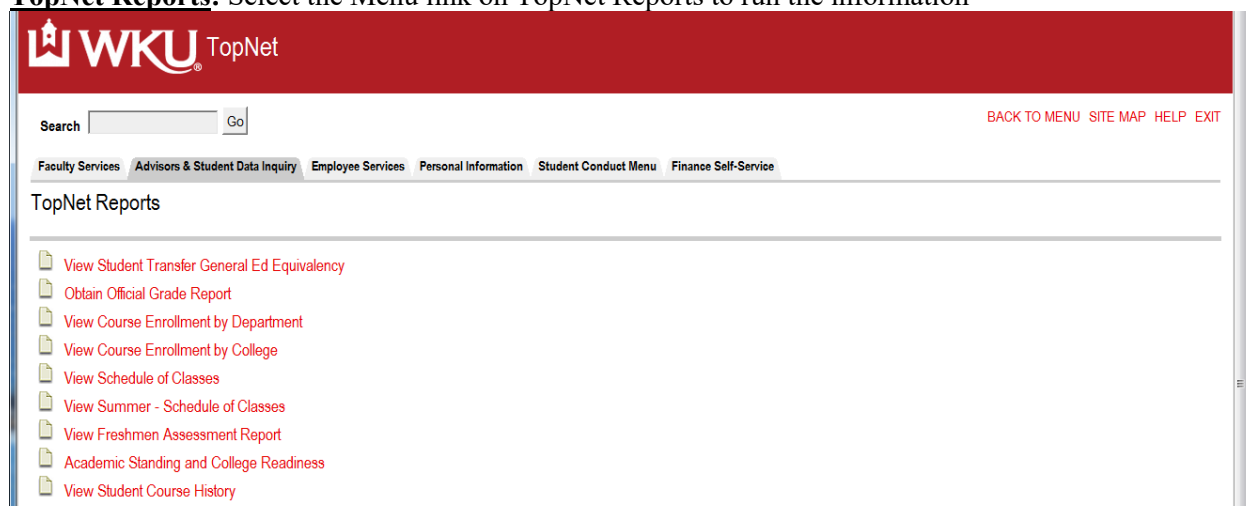 TopNet Reports: Select the Menu link on TopNet Reports to run the information
WKU® TopNet
Search Go BACK TO MENU SITE MAP HELP EXIT
Faculty Services Advisors & Student Data Inquiry Employee Services Personal Information Student Conduct Menu Finance Self-Service
TopNet Reports
View Student Transfer General Ed Equivalency
Obtain Official Grade Report
View Course Enrollment by Department
View Course Enrollment by College
View Schedule of Classes
View Summer - Schedule of Classes
View Freshmen Assessment Report
Academic Standing and College Readiness
View Student Course History